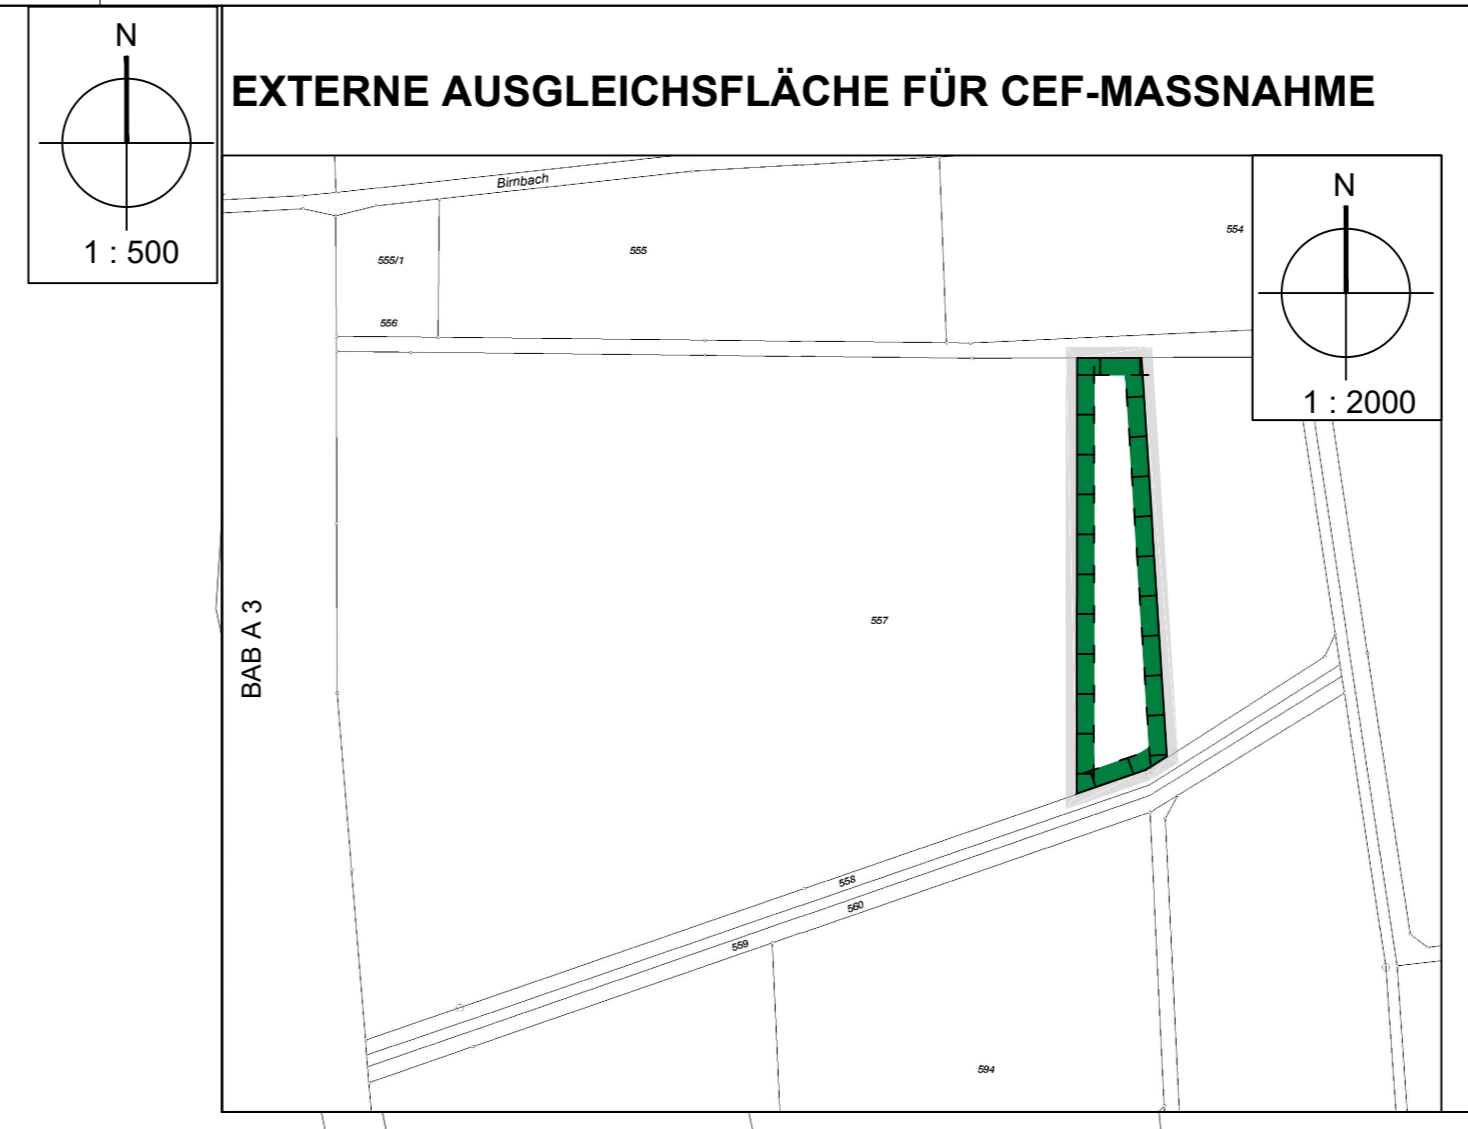 N
1 : 500
EXTERNE AUSGLEICHSFLÄCHE FÜR CEF-MASSNAHME
N
1 : 2000
Birnbach
555/1
555
554
556
557
BAB A 3
558
560
559
594